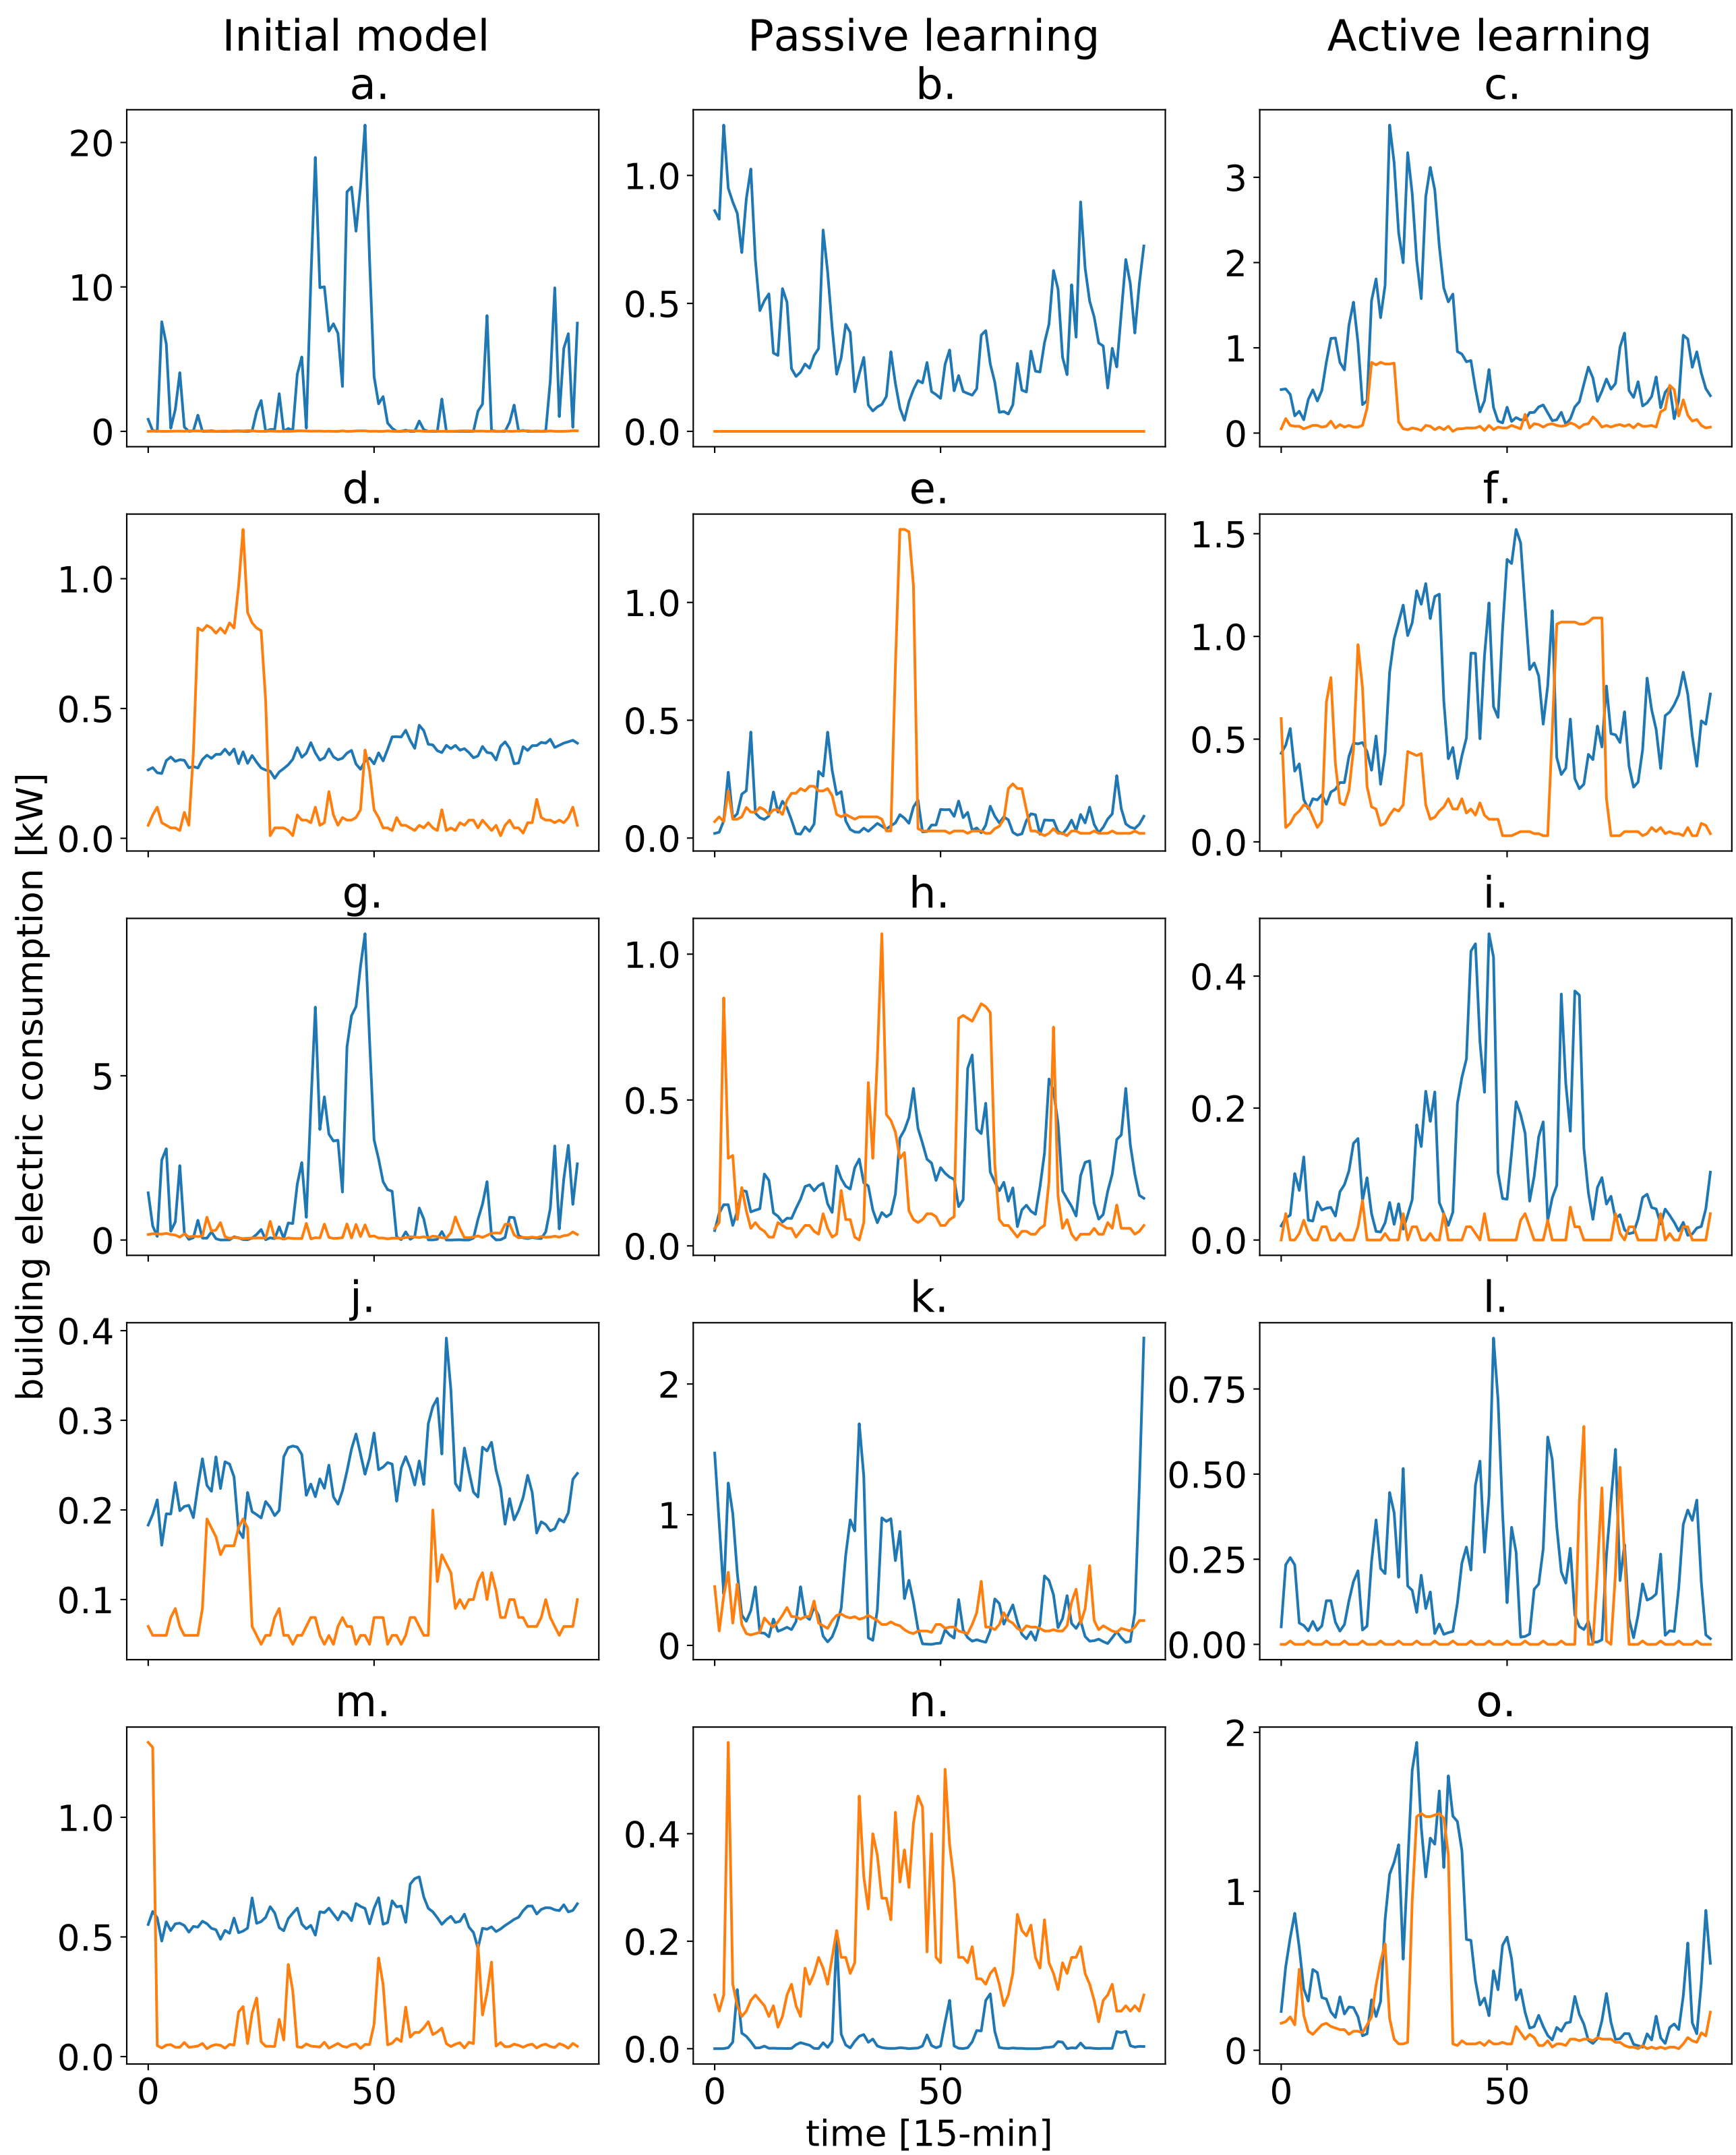 Initial model Passive learning Active learning
a. b. c.
20 1.0 3
10 0.5 2
0 0.0 1
0
d. e. f.
1.0 1.0 1.5
0.5 0.5 1.0
0.0 0.0 0.5
0.0
g. h. i.
5 1.0 0.4
0 0.5 0.2
0.0 0.0
j. k. l.
0.4 2 0.75
0.3 1 0.50
0.2 0 0.25
0.1 0.00
m. n. o.
1.0 0.4 2
0.5 0.2 1
0.0 0.0 0
0 50 0 50 0 50
time [15-min]
building electric consumption [kW]